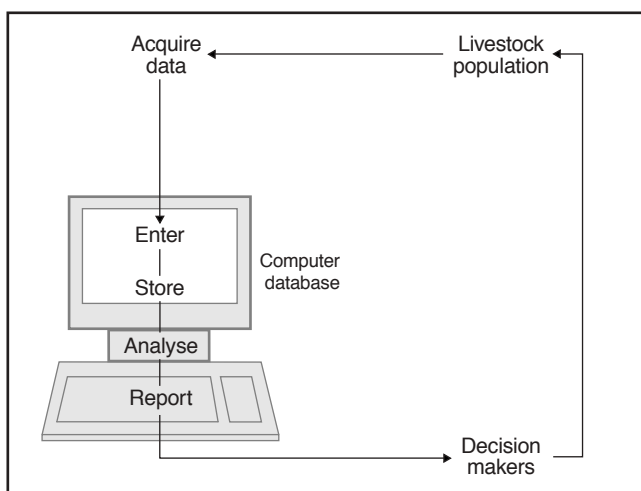 Acquire
data
Livestock
population
Enter
Store
Computer
database
Analyse
Report
Decision
makers